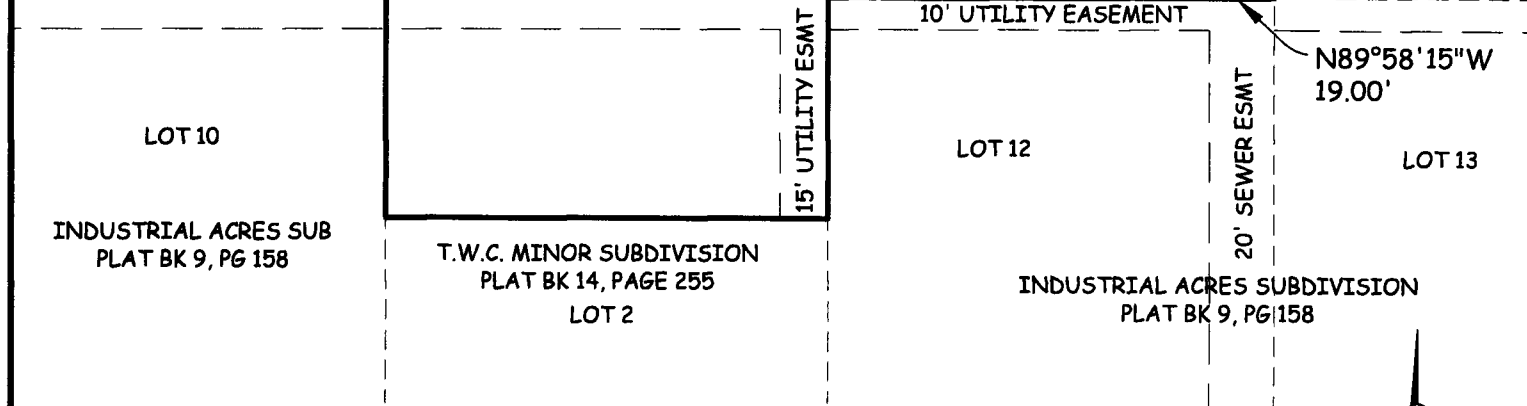 10' UTILITY EASEMENT
N89°58'15"W
19.00'
15' UTILITY ESMT
20' SEWER ESMT
LOT 10
LOT 12
LOT 13
INDUSTRIAL ACRES SUB
PLAT BK 9, PG 158
T.W.C. MINOR SUBDIVISION
PLAT BK 14, PAGE 255
LOT 2
INDUSTRIAL ACRES SUBDIVISION
PLAT BK 9, PG 158